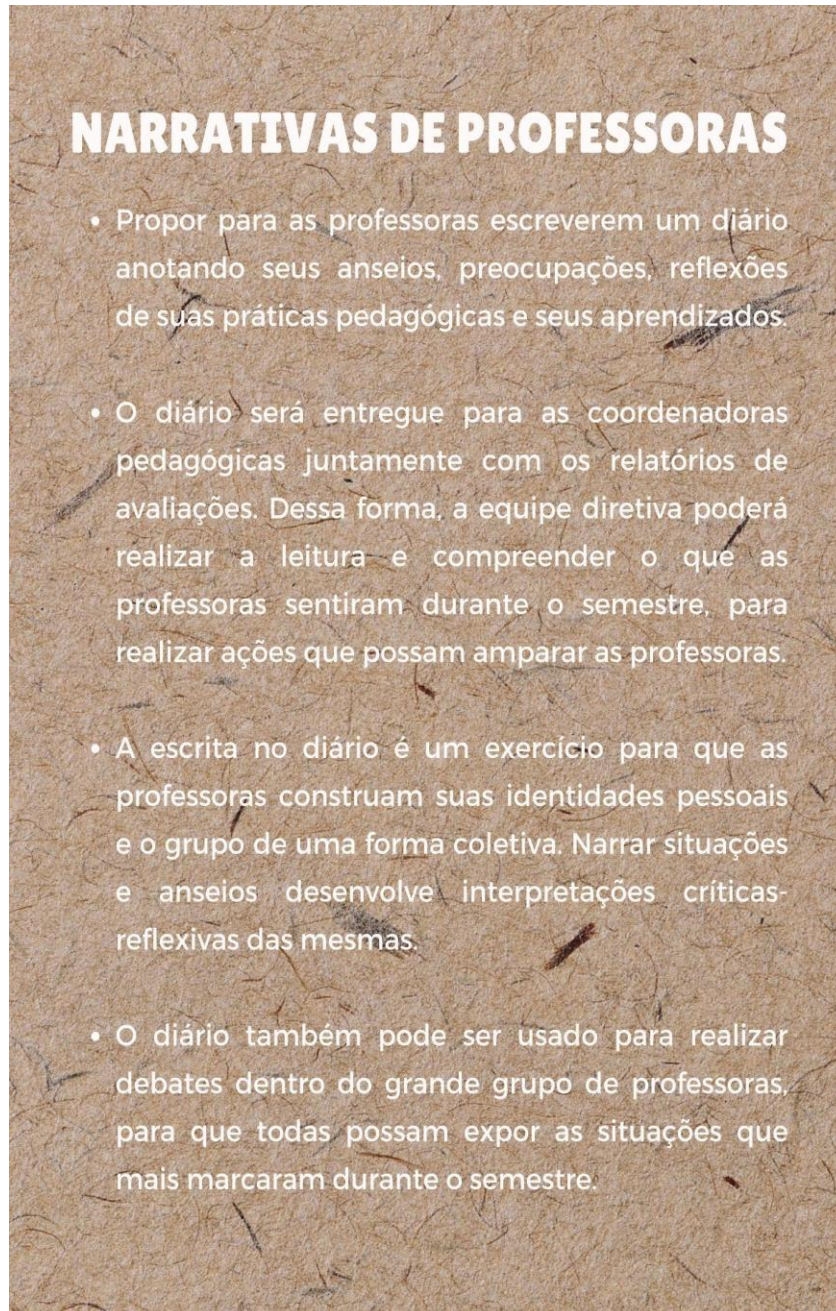 NARRATIVAS DE PROFESSORAS
• Propor para as professoras escreverem um diário
anotando seus anseios, preocupações, reflexões
de suas práticas pedagógicas e seus aprendizados.
• O diário será entregue para as coordenadoras
pedagógicas juntamente com os relatórios de
avaliações. Dessa forma, a equipe diretiva poderá
realizar a leitura e compreender o que as
professoras sentiram durante o semestre, para
realizar ações que possam amparar as professoras.
• A escrita no diário é um exercício para que as
professoras construam suas identidades pessoais
e o grupo de uma forma coletiva. Narrar situações
e anseios desenvolve interpretações críticas-
reflexivas das mesmas.
• O diário também pode ser usado para realizar
debates dentro do grande grupo de professoras,
para que todas possam expor as situações que
mais marcaram durante o semestre.